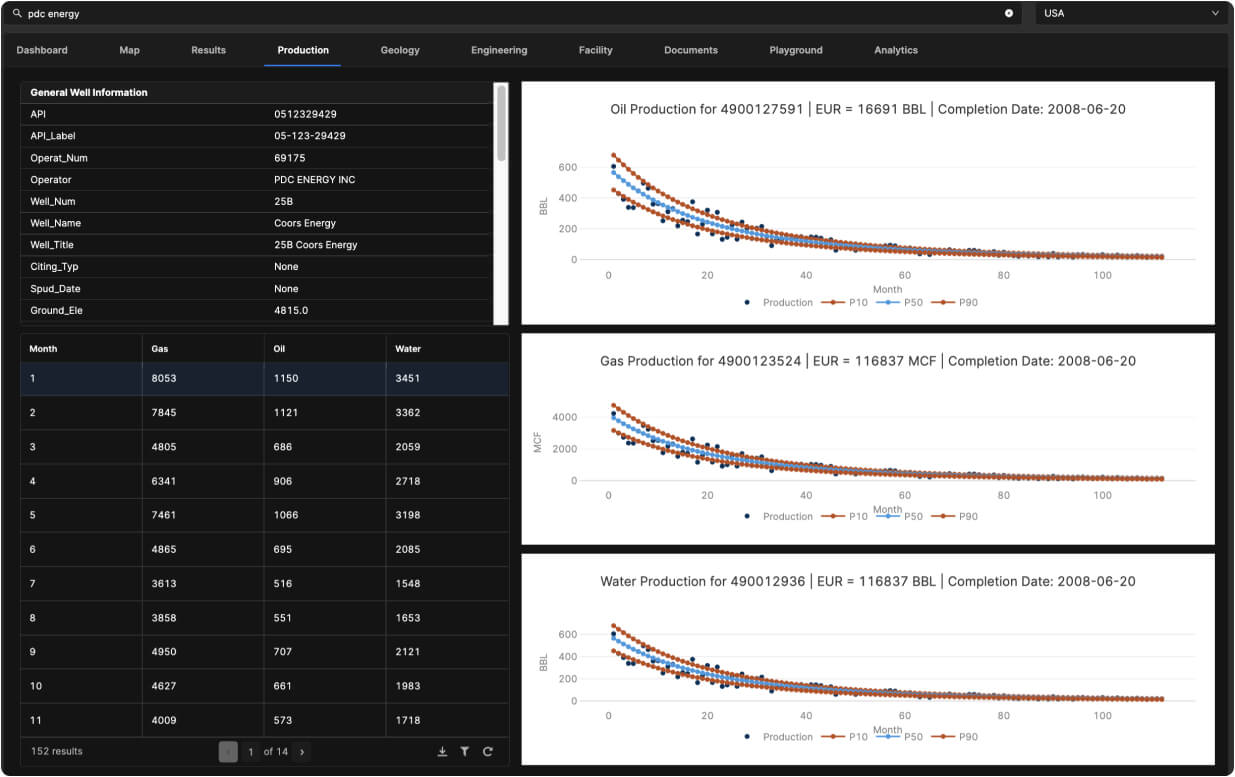 pdc energy
USA
Dashboard Map Results Production Geology Engineering Facility Documents Playground Analytics
General Well Information
API 0512329429
API_Label 05-123-29429
Operat_Num 69175
Operator PDC ENERGY INC
Well_Num 25B
Well_Name Coors Energy
Well_Title 25B Coors Energy
Citing_Typ None
Spud_Date None
Ground_Ele 4815.0
Month Gas Oil Water
1 8053 1150 3451
2 7845 1121 3362
3 4805 686 2059
4 6341 906 2718
5 7461 1066 3198
6 4865 695 2085
7 3613 516 1548
8 3858 551 1653
9 4950 707 2121
10 4627 661 1983
11 4009 573 1718
152 results
1 of 14
Oil Production for 4900127591 | EUR = 16691 BBL | Completion Date: 2008-06-20
BBL
600
400
200
0
0 20 40 60 80 100
Month
Production P10 P50 P90
Gas Production for 4900123524 | EUR = 116837 MCF | Completion Date: 2008-06-20
MCF
4000
2000
0
0 20 40 60 80 100
Month
Production P10 P50 P90
Water Production for 490012936 | EUR = 116837 BBL | Completion Date: 2008-06-20
BBL
600
400
200
0
0 20 40 60 80 100
Month
Production P10 P50 P90